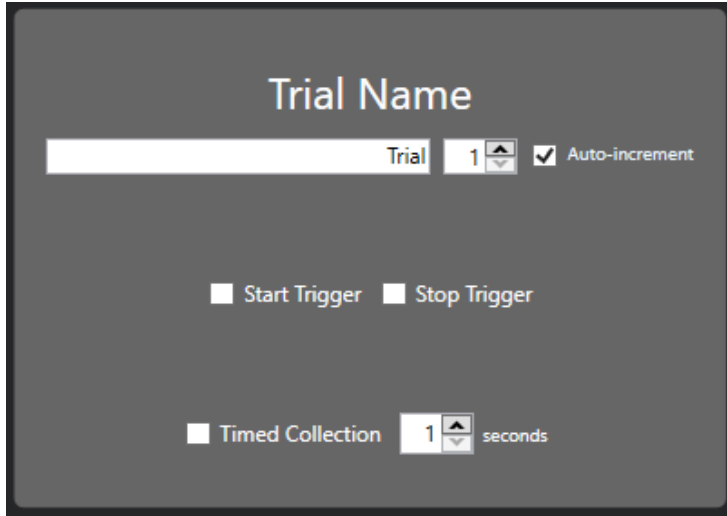 Trial Name
Trial 1 Auto-increment
Start Trigger Stop Trigger
Timed Collection 1 seconds